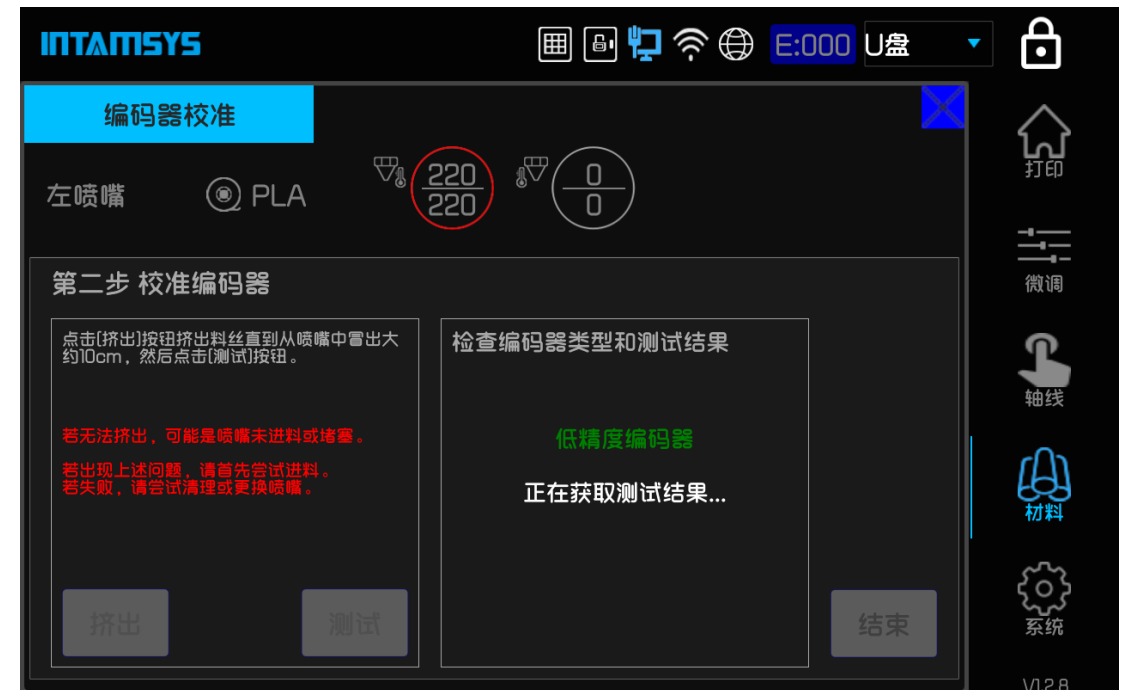 INTAMSYS
E:000 U盘
编码器校准
左喷嘴 PLA 220 220 0 0
第二步 校准编码器
点击[挤出]按钮挤出料丝直到从喷嘴中冒出大
约10cm，然后点击[测试]按钮。
若无法挤出，可能是喷嘴未进料或堵塞。
若出现上述问题，请首先尝试进料。
若失败，请尝试清理或更换喷嘴。
挤出
测试
检查编码器类型和测试结果
低精度编码器
正在获取测试结果...
结束
打印
微调
轴线
材料
系统
V1.2.8